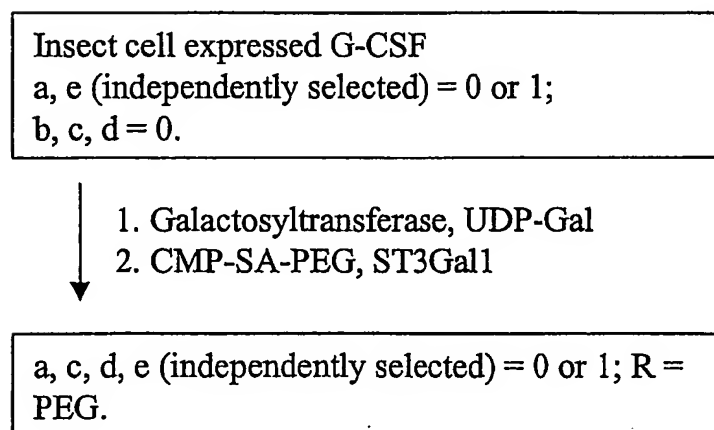 Insect cell expressed G-CSF
a, e (independently selected) = 0 or 1;
b, c, d = 0.
1. Galactosyltransferase, UDP-Gal
2. CMP-SA-PEG, ST3Gal1
a, c, d, e (independently selected) = 0 or 1; R =
PEG.